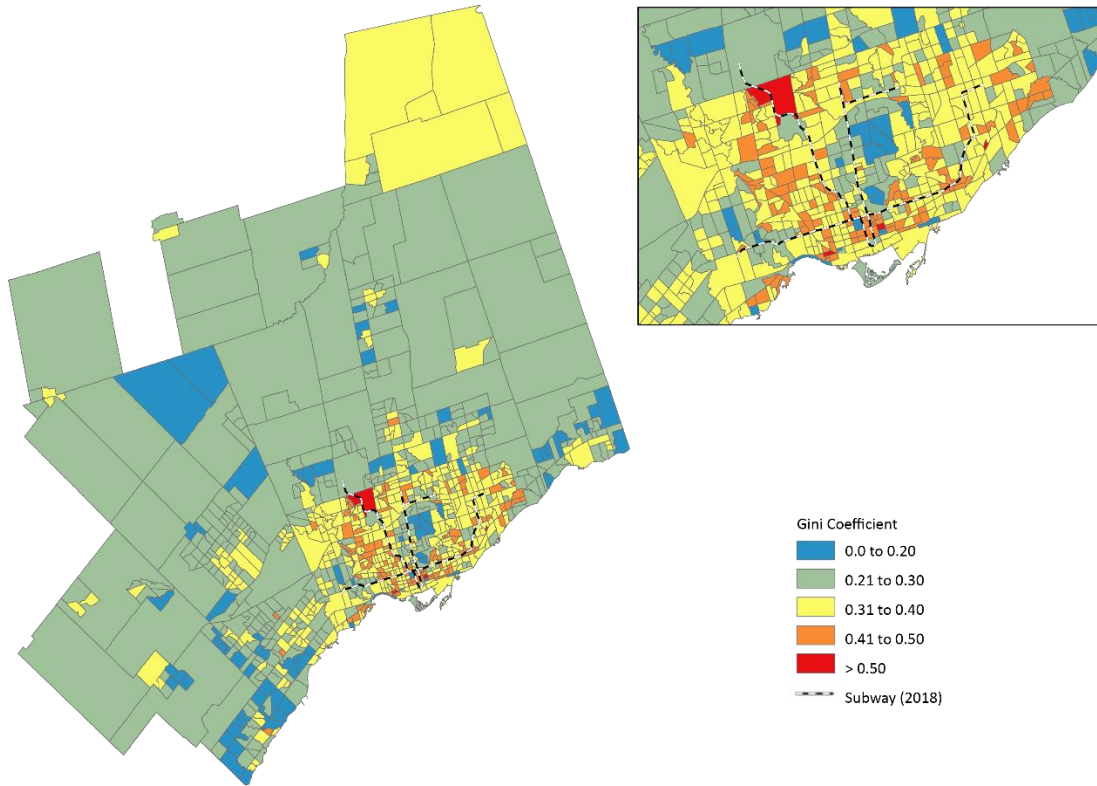 Gini Coefficient
0.0 to 0.20
0.21 to 0.30
0.31 to 0.40
0.41 to 0.50
> 0.50
Subway (2018)